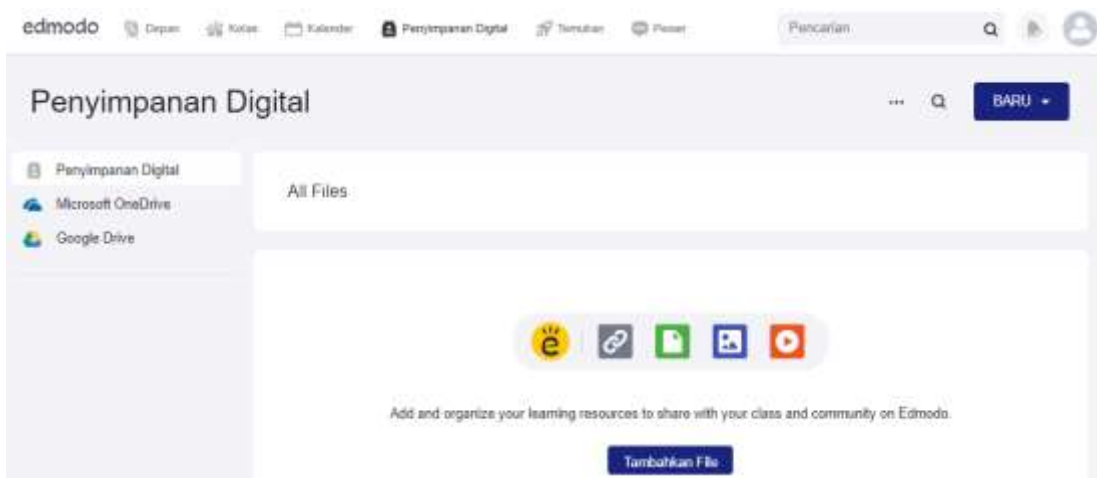 edmodo Depan Kelas Kalender Penyimpanan Digital Temukan Pesan Pencarian
Penyimpanan Digital ... BARU
Penyimpanan Digital
All Files
Microsoft OneDrive
Google Drive
Add and organize your learning resources to share with your class and community on Edmodo.
Tambahkan File